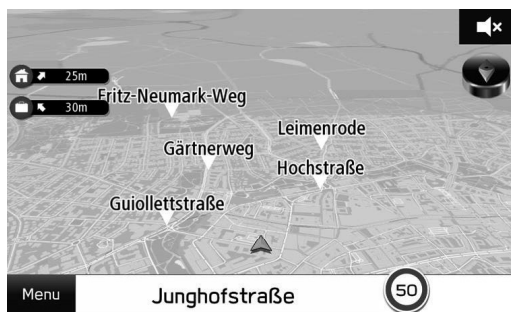 25m
30m
Fritz-Neumark-Weg
Leimenrode
Gärtnerweg
Hochstraße
Guiollettstraße
Menu
Junghofstraße
50